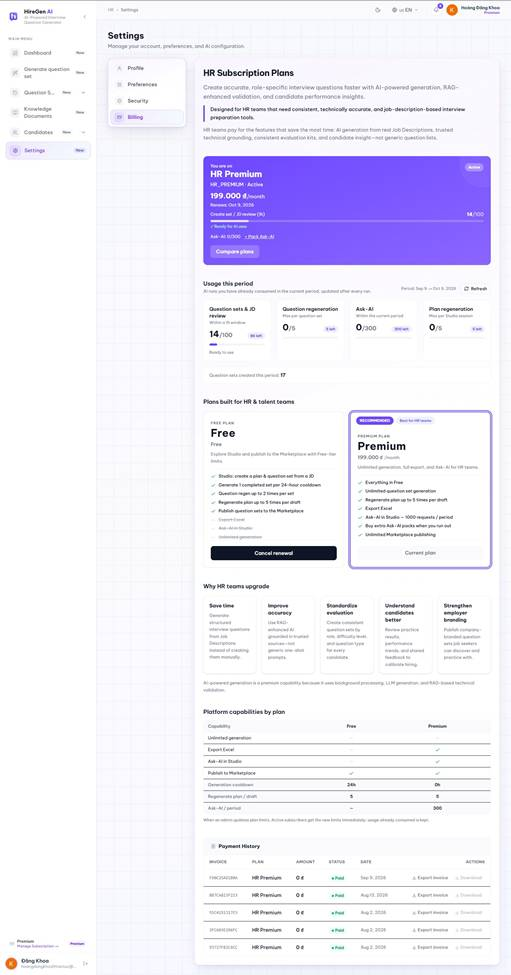 HireGen AI
AI-Powered Interview
Question Generator
MAIN MENU
Dashboard New
Generate question set New
Question S... New
Knowledge Documents New
Candidates New
Settings New
Premium
Manage Subscription
Premium
Đăng Khoa
HR > Settings
US EN
Hoàng Đăng Khoa
Premium
Settings
Manage your account, preferences, and AI configuration.
Profile
Preferences
Security
Billing
HR Subscription Plans
Create accurate, role-specific interview questions faster with AI-powered generation, RAG-
enhanced validation, and candidate performance insights.
Designed for HR teams that need consistent, technically accurate, and job-description-based interview
preparation tools.
HR teams pay for the features that save the most time: AI generation from real Job Descriptions, trusted
technical grounding, consistent evaluation kits, and candidate insight—not generic question lists.
You are on
Active
HR Premium
HR_PREMIUM · Active
199.000 ₫/month
Renews: Oct 9, 2026
Create set / JD review (1h) 14/100
✓ Ready for AI uses
Ask-AI: 0/300 + Pack Ask-AI
Compare plans
Usage this period
AI runs you have already consumed in the current period, updated after every run.
Period: Sep 9 → Oct 9, 2026
Refresh
Question sets & JD
review
Within a 1h window
14/100
86 left
Ready to use
Question regeneration
Max per question set
0/5
5 left
Ask-AI
Within the current period
0/300
300 left
Plan regeneration
Max per Studio session
0/5
5 left
Question sets created this period: 17
Plans built for HR & talent teams
FREE PLAN
Free
Free
Explore Studio and publish to the Marketplace with Free-tier
limits.
✓ Studio: create a plan & question set from a JD
✓ Generate 1 completed set per 24-hour cooldown
✓ Question regen up to 2 times per set
✓ Regenerate plan up to 5 times per draft
✓ Publish question sets to the Marketplace
– Export Excel
– Ask-AI in Studio
– Unlimited generation
Cancel renewal
RECOMMENDED
Best for HR teams
PREMIUM PLAN
Premium
199.000 ₫ /month
Unlimited generation, full export, and Ask-AI for HR teams.
✓ Everything in Free
✓ Unlimited question set generation
✓ Regenerate plan up to 5 times per draft
✓ Export Excel
✓ Ask-AI in Studio — 1000 requests / period
✓ Buy extra Ask-AI packs when you run out
✓ Unlimited Marketplace publishing
Current plan
Why HR teams upgrade
Save time
Generate
structured
interview questions
from Job
Descriptions
instead of creating
them manually.
Improve
accuracy
Use RAG-
enhanced AI
grounded in trusted
sources—not
generic one-shot
prompts.
Standardize
evaluation
Create consistent
question sets by
role, difficulty level,
and question type
for every
candidate.
Understand
candidates
better
Review practice
results,
performance
trends, and shared
feedback to
calibrate hiring.
Strengthen
employer
branding
Publish company-
branded question
sets job seekers
can discover and
practice with.
AI-powered generation is a premium capability because it uses background processing, LLM generation, and RAG-based technical
validation.
Platform capabilities by plan
Capability Free Premium
Unlimited generation – –
Export Excel – ✓
Ask-AI in Studio – ✓
Publish to Marketplace ✓ ✓
Generation cooldown 24h 0h
Regenerate plan / draft 5 5
Ask-AI / period – 300
When an admin updates plan limits, Active subscribers get the new limits immediately; usage already consumed is kept.
Payment History
INVOICE PLAN AMOUNT STATUS DATE ACTIONS
HR Premium 0 ₫ Paid Sep 9, 2026 Export invoice Download
HR Premium 0 ₫ Paid Aug 13, 2026 Export invoice Download
HR Premium 0 ₫ Paid Aug 2, 2026 Export invoice Download
HR Premium 0 ₫ Paid Aug 2, 2026 Export invoice Download
HR Premium 0 ₫ Paid Aug 2, 2026 Export invoice Download